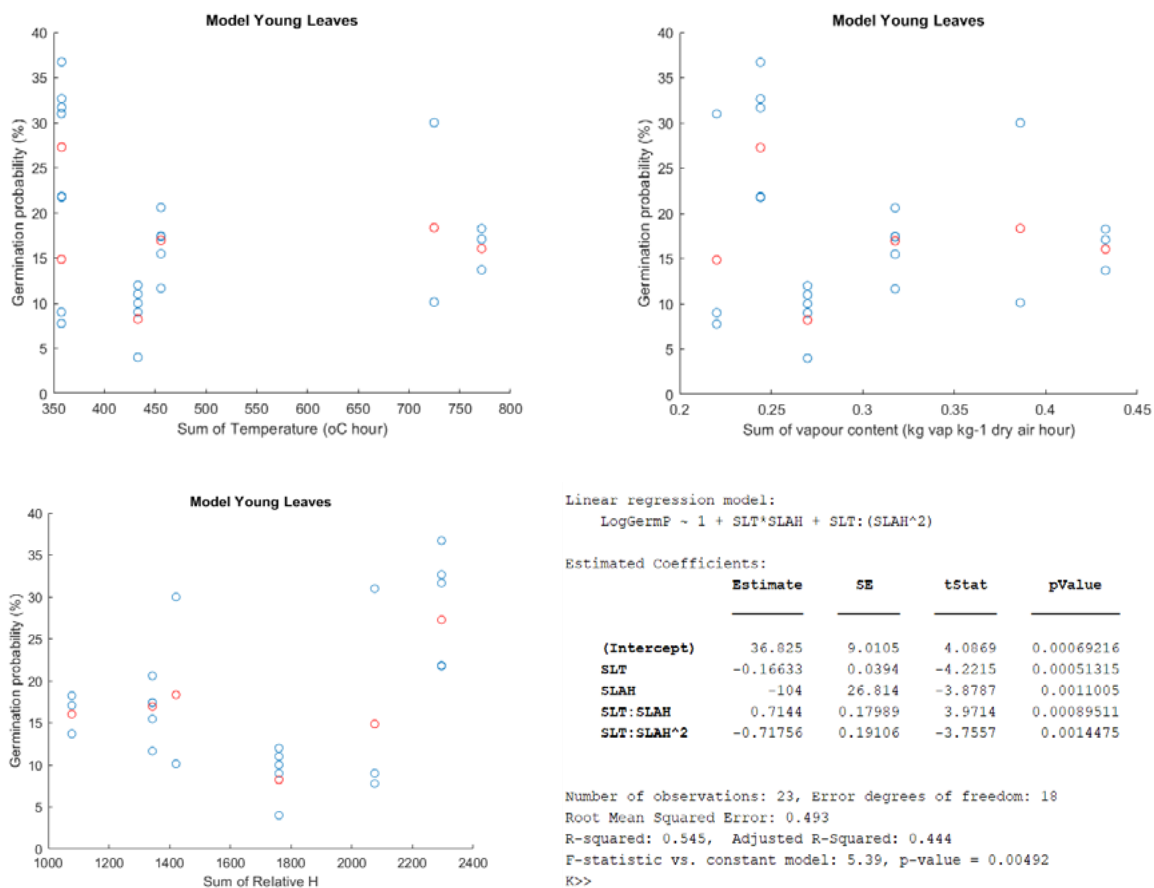 Model Young Leaves
40
35
30
25
20
15
10
5
0
Germination probability (%)
350 400 450 500 550 600 650 700 750 800
Sum of Temperature (oC hour)
Model Young Leaves
40
35
30
25
20
15
10
5
0
Germination probability (%)
0.2 0.25 0.3 0.35 0.4 0.45
Sum of vapour content (kg vap kg-1 dry air hour)
Model Young Leaves
40
35
30
25
20
15
10
5
0
Germination probability (%)
1000 1200 1400 1600 1800 2000 2200 2400
Sum of Relative H
Linear regression model:
LogGermP ~ 1 + SLT*SLAH + SLT:(SLAH^2)
Estimated Coefficients:
Estimate SE tStat pValue
(Intercept) 36.825 9.0105 4.0869 0.00069216
SLT -0.16633 0.0394 -4.2215 0.00051315
SLAH -104 26.814 -3.8787 0.0011005
SLT:SLAH 0.7144 0.17989 3.9714 0.00089511
SLT:SLAH^2 -0.71756 0.19106 -3.7557 0.0014475
Number of observations: 23, Error degrees of freedom: 18
Root Mean Squared Error: 0.493
R-squared: 0.545, Adjusted R-Squared: 0.444
F-statistic vs. constant model: 5.39, p-value = 0.00492
K>>